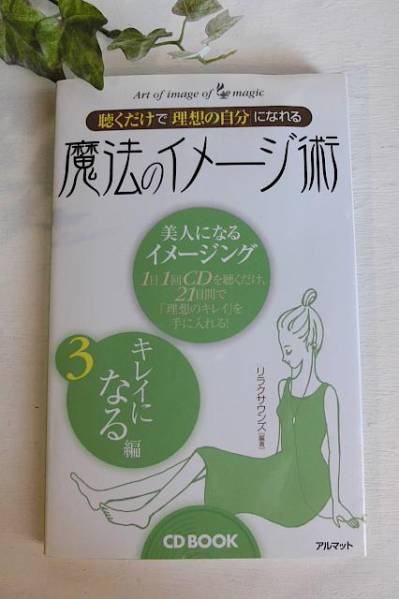 Art of image of magic
聴くだけで「理想の自分」になれる
魔法のイメージ術
美人になる
イメージング
1日1回CDを聴くだけ、
21日間で
「理想のキレイ」を
手に入れる!
3
キレイに
なる
編
リラクサウンズ[編著]
CD BOOK
アルマット